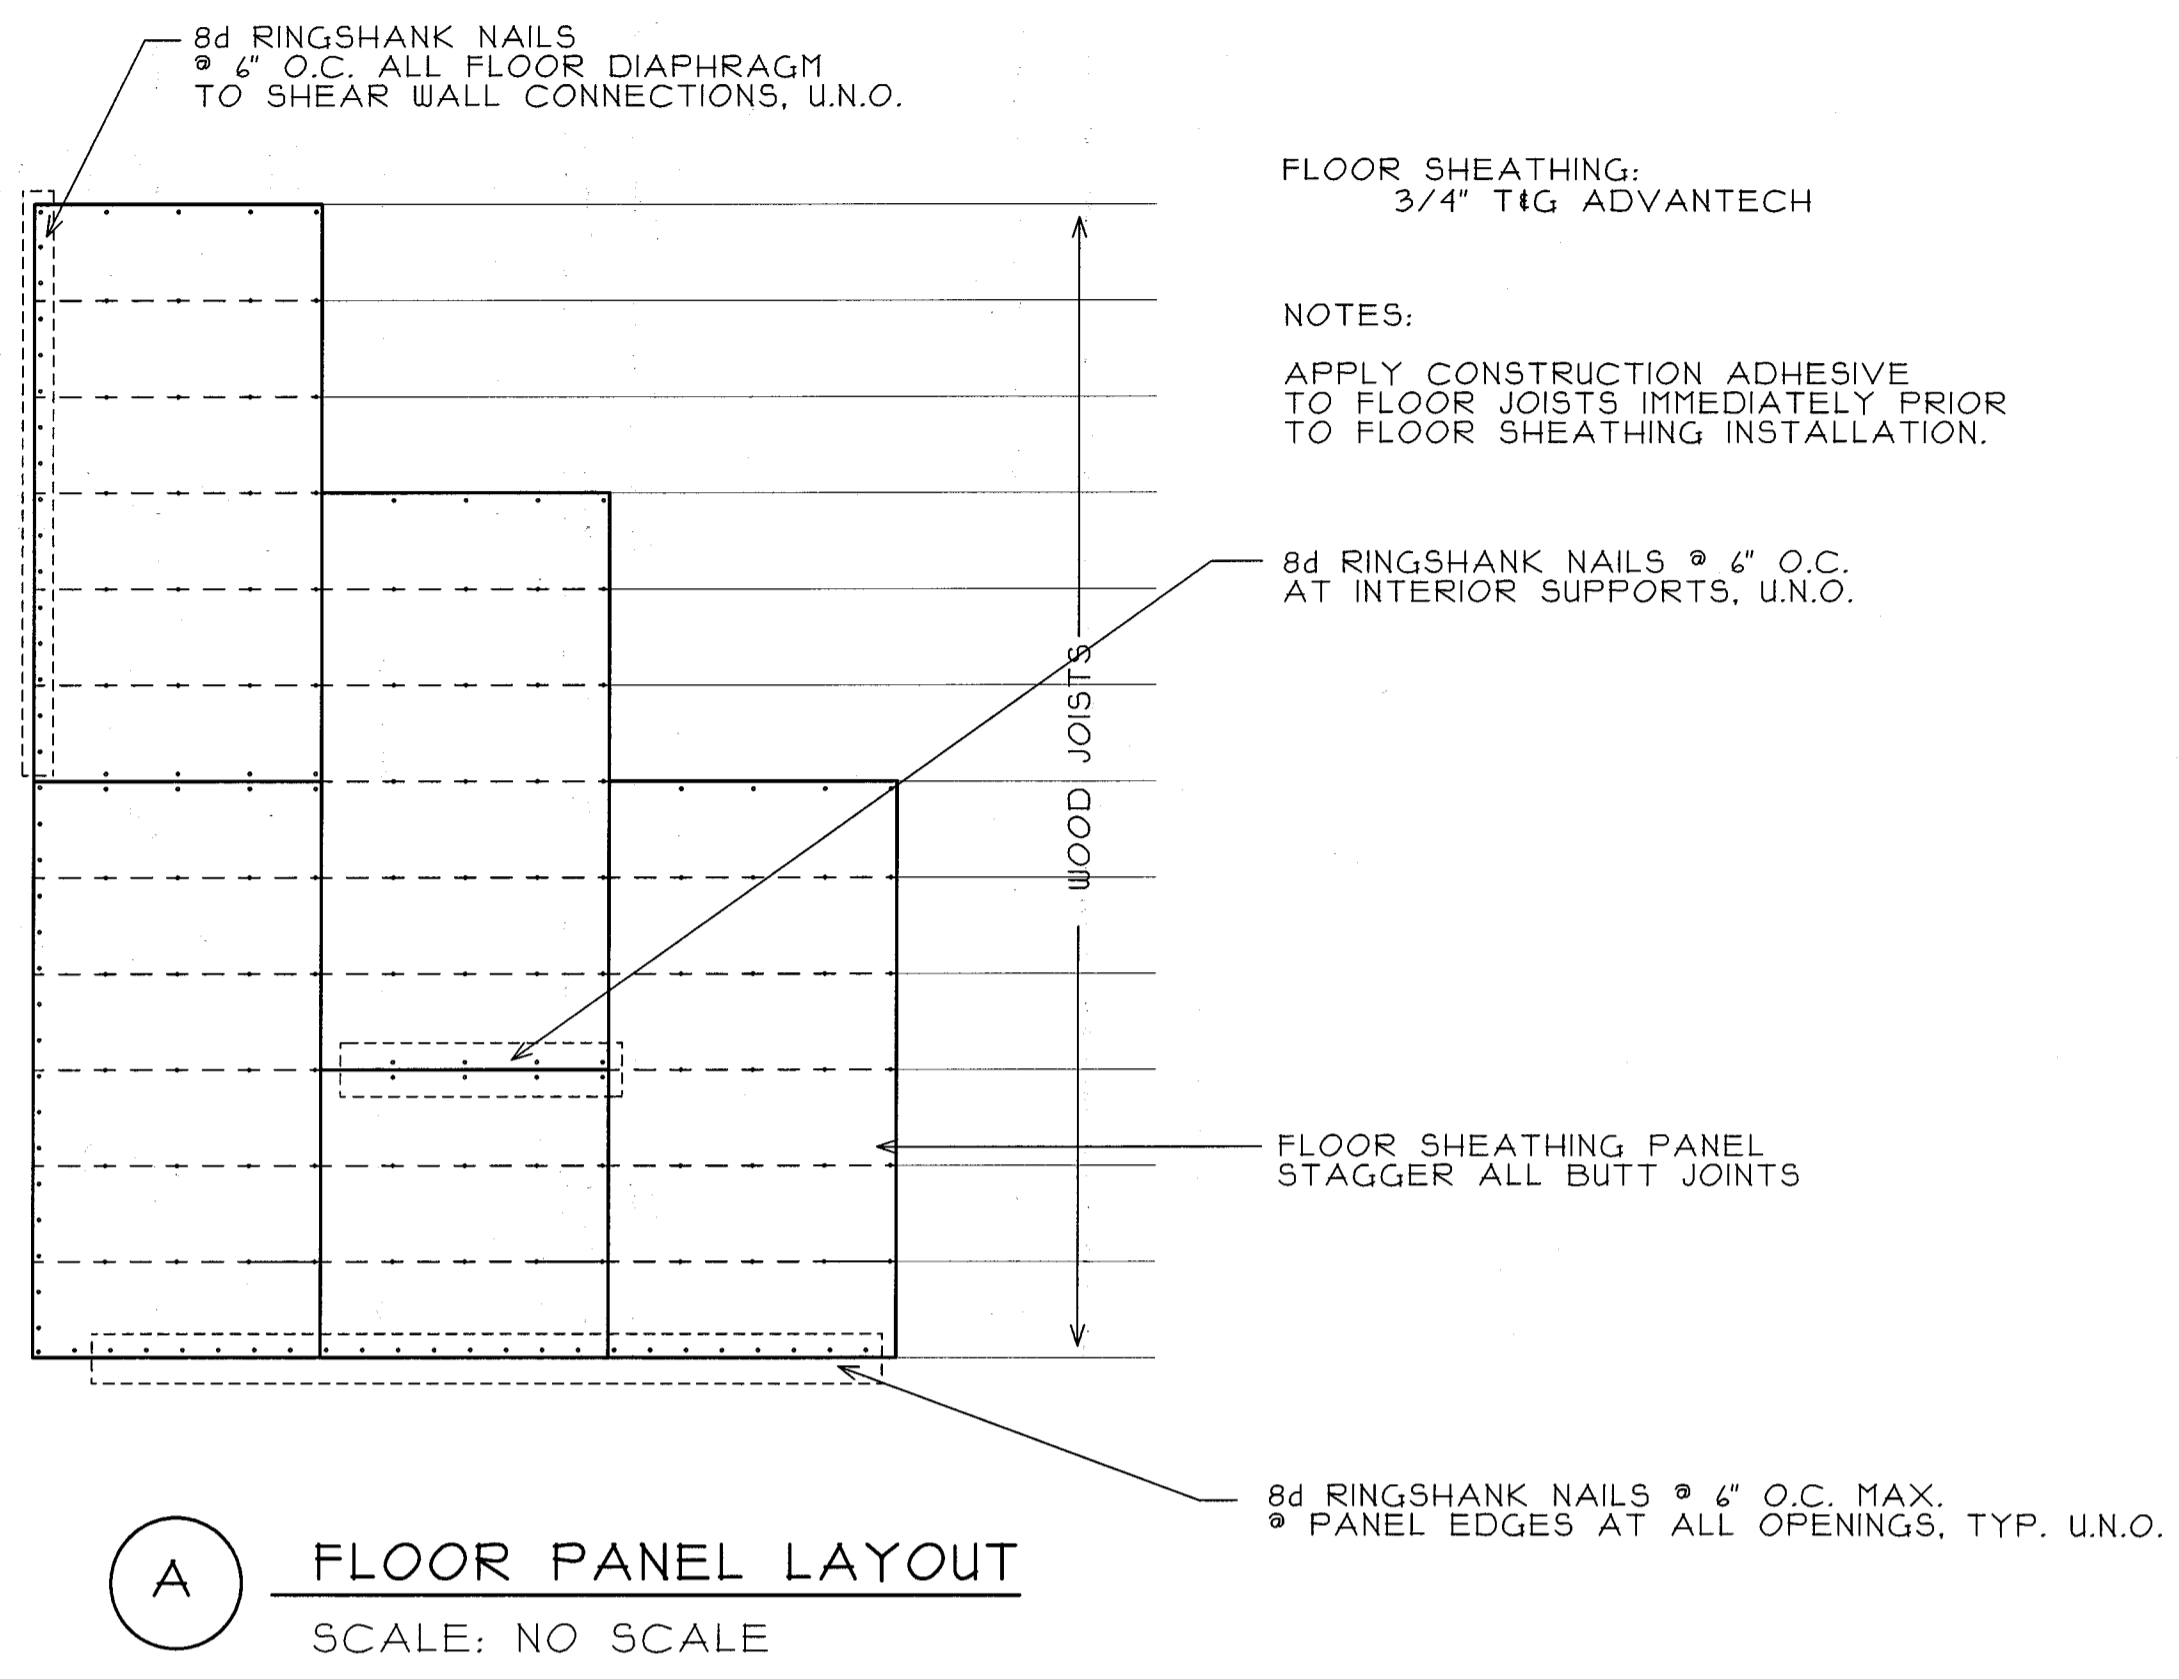 8d RINGSHANK NAILS
@ 6" O.C. ALL FLOOR DIAPHRAGM
TO SHEAR WALL CONNECTIONS, U.N.O.
FLOOR SHEATHING:
3/4" T&G ADVANTECH
NOTES:
APPLY CONSTRUCTION ADHESIVE
TO FLOOR JOISTS IMMEDIATELY PRIOR
TO FLOOR SHEATHING INSTALLATION.
8d RINGSHANK NAILS @ 6" O.C.
AT INTERIOR SUPPORTS, U.N.O.
WOOD JOISTS
FLOOR SHEATHING PANEL
STAGGER ALL BUTT JOINTS
8d RINGSHANK NAILS @ 6" O.C. MAX.
@ PANEL EDGES AT ALL OPENINGS, TYP. U.N.O.
A
FLOOR PANEL LAYOUT
SCALE: NO SCALE